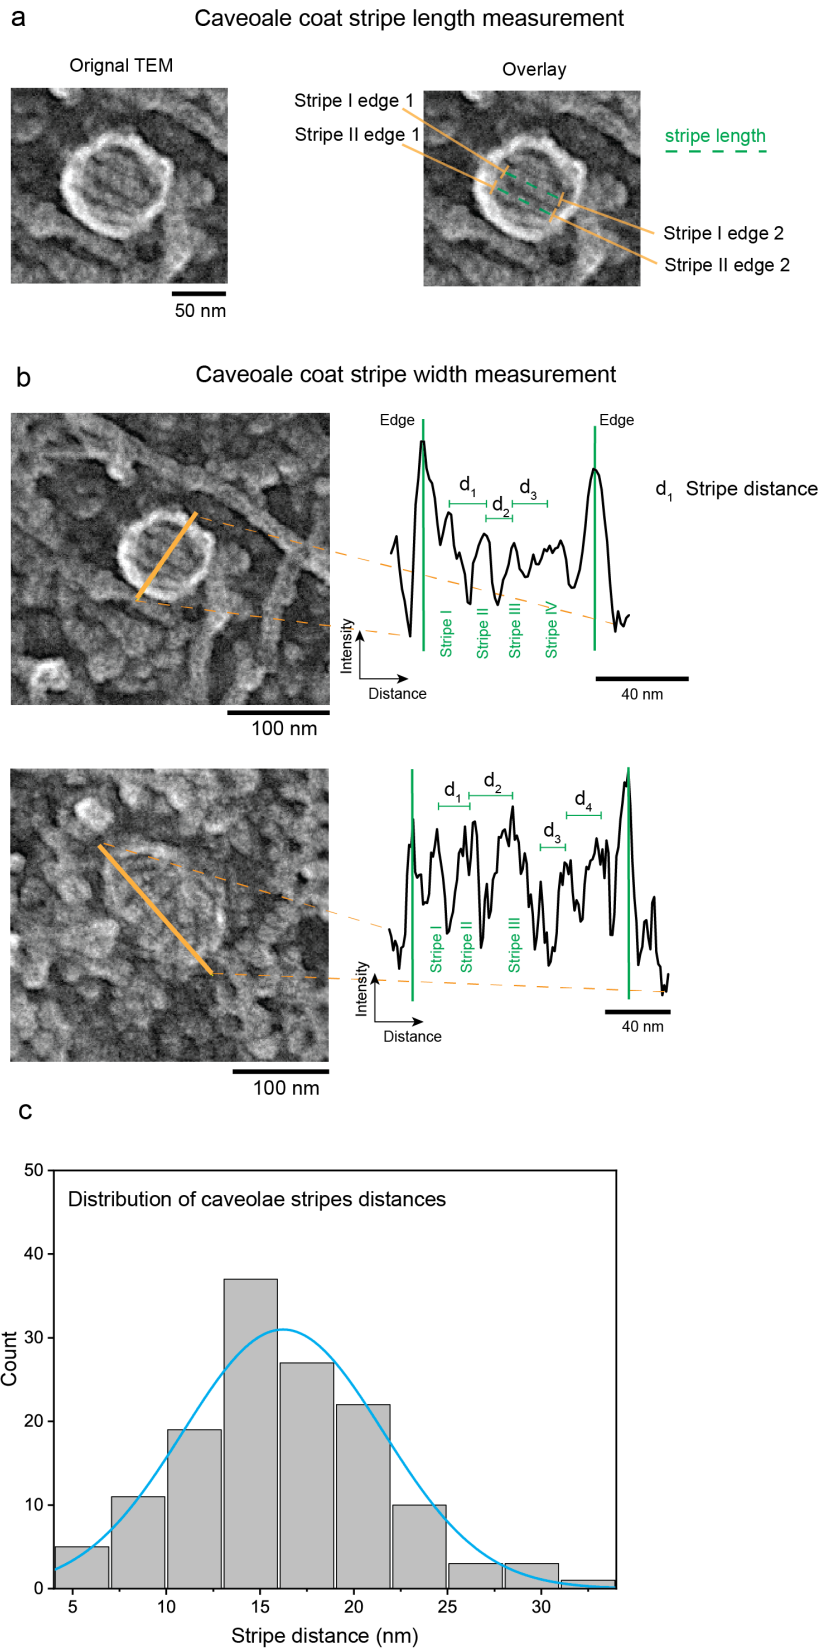 a
Caveoale coat stripe length measurement
Orignal TEM
Overlay
Stripe I edge 1
Stripe II edge 1
stripe length
Stripe I edge 2
Stripe II edge 2
50 nm
b
Caveoale coat stripe width measurement
Edge
Edge
d1
d2
d3
d1 Stripe distance
Stripe I
Stripe II
Stripe III
Stripe IV
Intensity
Distance
40 nm
100 nm
d1
d2
d3
d4
Stripe I
Stripe II
Stripe III
Intensity
Distance
40 nm
100 nm
c
Distribution of caveolae stripes distances
50
40
30
20
10
0
Count
5
10
15
20
25
30
Stripe distance (nm)